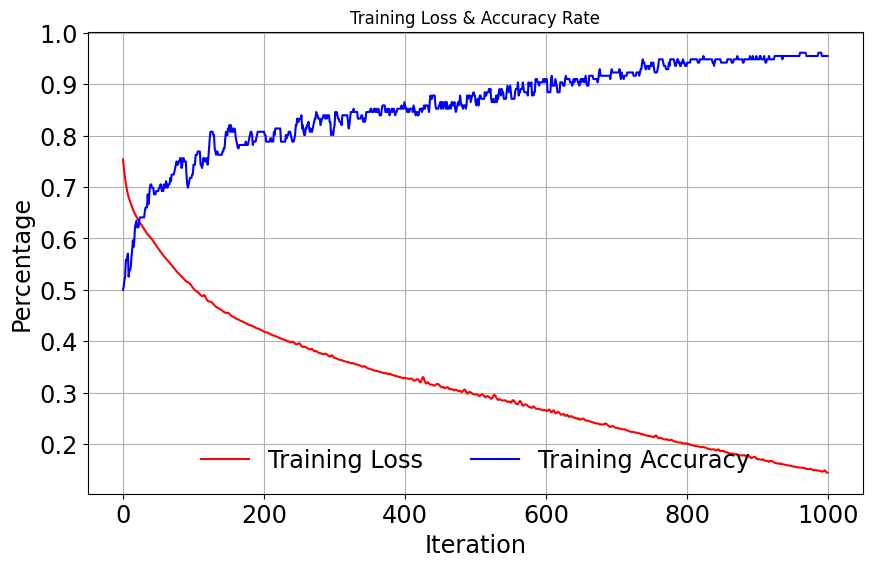 Training Loss & Accuracy Rate
1.0
0.9
0.8
0.7
0.6
0.5
0.4
0.3
0.2
Percentage
Training Loss Training Accuracy
0 200 400 600 800 1000
Iteration